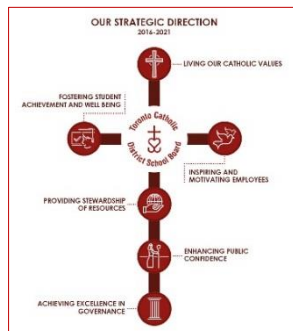 OUR STRATEGIC DIRECTION
2016-2021
LIVING OUR CATHOLIC VALUES
FOSTERING STUDENT
ACHIEVEMENT AND WELL BEING
Toronto Catholic
District School Board
INSPIRING AND
MOTIVATING EMPLOYEES
PROVIDING STEWARDSHIP
OF RESOURCES
ENHANCING PUBLIC
CONFIDENCE
ACHIEVING EXCELLENCE IN
GOVERNANCE